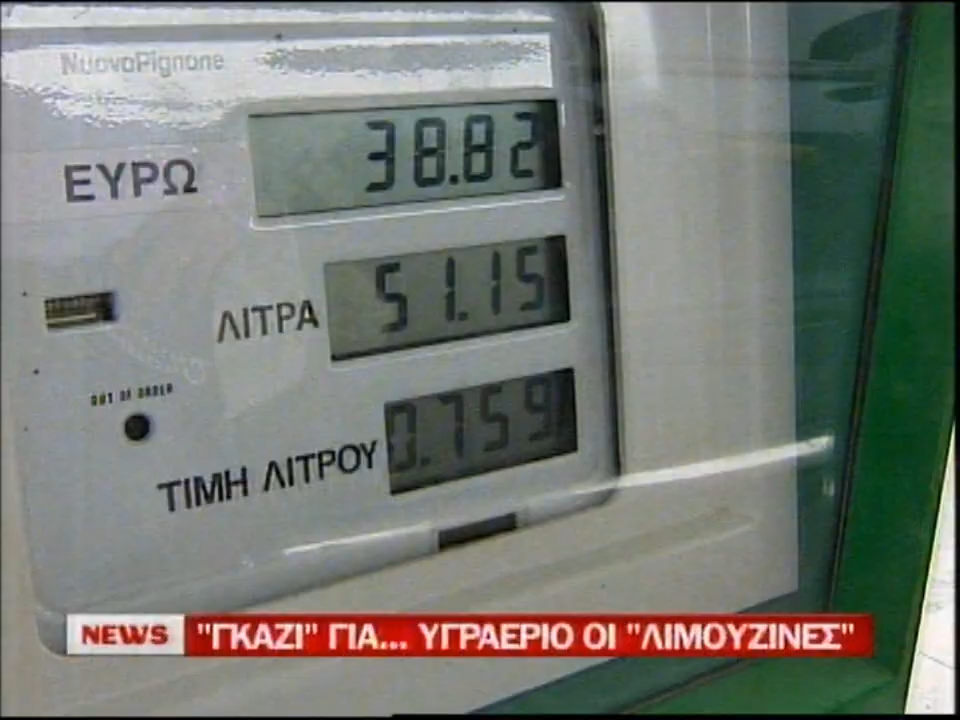 NuovoPignone
ΕΥΡΩ 38.82
ΛΙΤΡΑ 51.15
OUT OF ORDER
ΤΙΜΗ ΛΙΤΡΟΥ 0.759
NEWS "ΓΚΑΖΙ" ΓΙΑ... ΥΓΡΑΕΡΙΟ ΟΙ "ΛΙΜΟΥΖΙΝΕΣ"